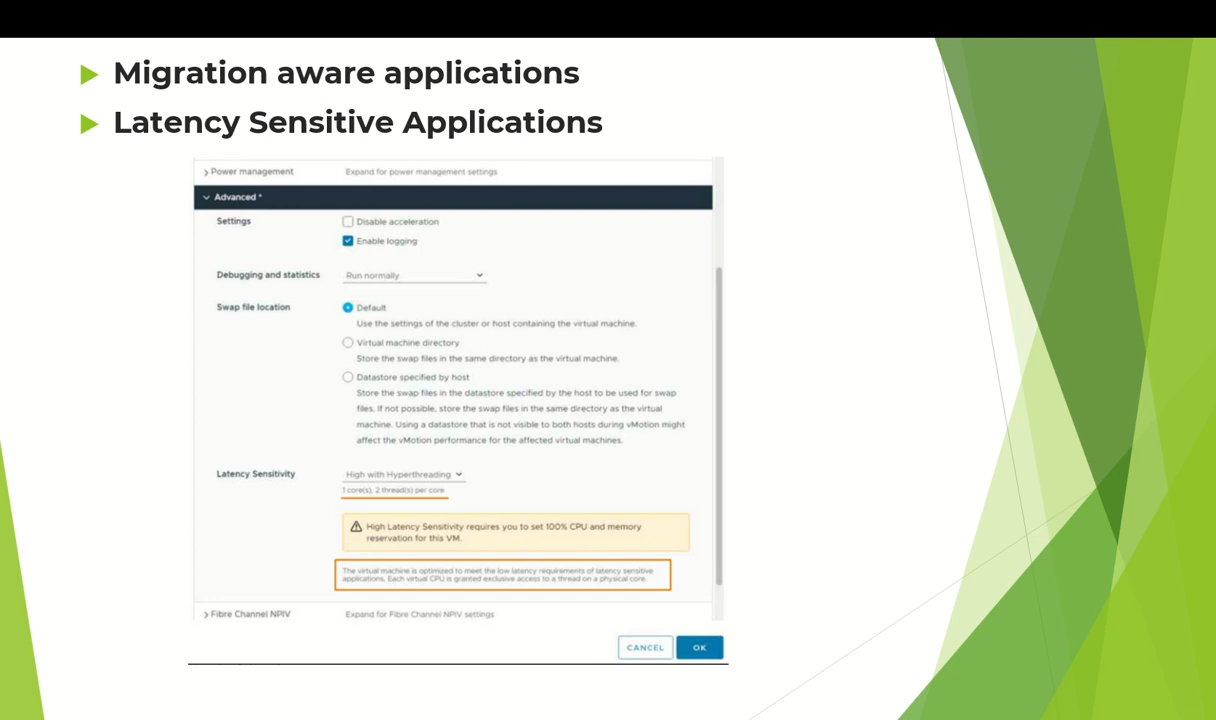 Migration aware applications
Latency Sensitive Applications
Power management Expand for power management settings
Advanced *
Settings Disable acceleration
Enable logging
Debugging and statistics Run normally
Swap file location Default
Use the settings of the cluster or host containing the virtual machine.
Virtual machine directory
Store the swap files in the same directory as the virtual machine.
Datastore specified by host
Store the swap files in the datastore specified by the host to be used for swap
files. If not possible, store the swap files in the same directory as the virtual
machine. Using a datastore that is not visible to both hosts during vMotion might
affect the vMotion performance for the affected virtual machines.
Latency Sensitivity High with Hyperthreading
1 core(s), 2 thread(s) per core
High Latency Sensitivity requires you to set 100% CPU and memory
reservation for this VM.
The virtual machine is optimized to meet the low latency requirements of latency sensitive
applications. Each virtual CPU is granted exclusive access to a thread on a physical core.
Fibre Channel NPIV Expand for Fibre Channel NPIV settings
CANCEL OK